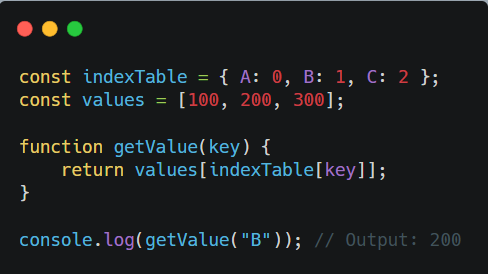 const indexTable = { A: 0, B: 1, C: 2 };
const values = [100, 200, 300];
function getValue(key) {
    return values[indexTable[key]];
}
console.log(getValue("B")); // Output: 200